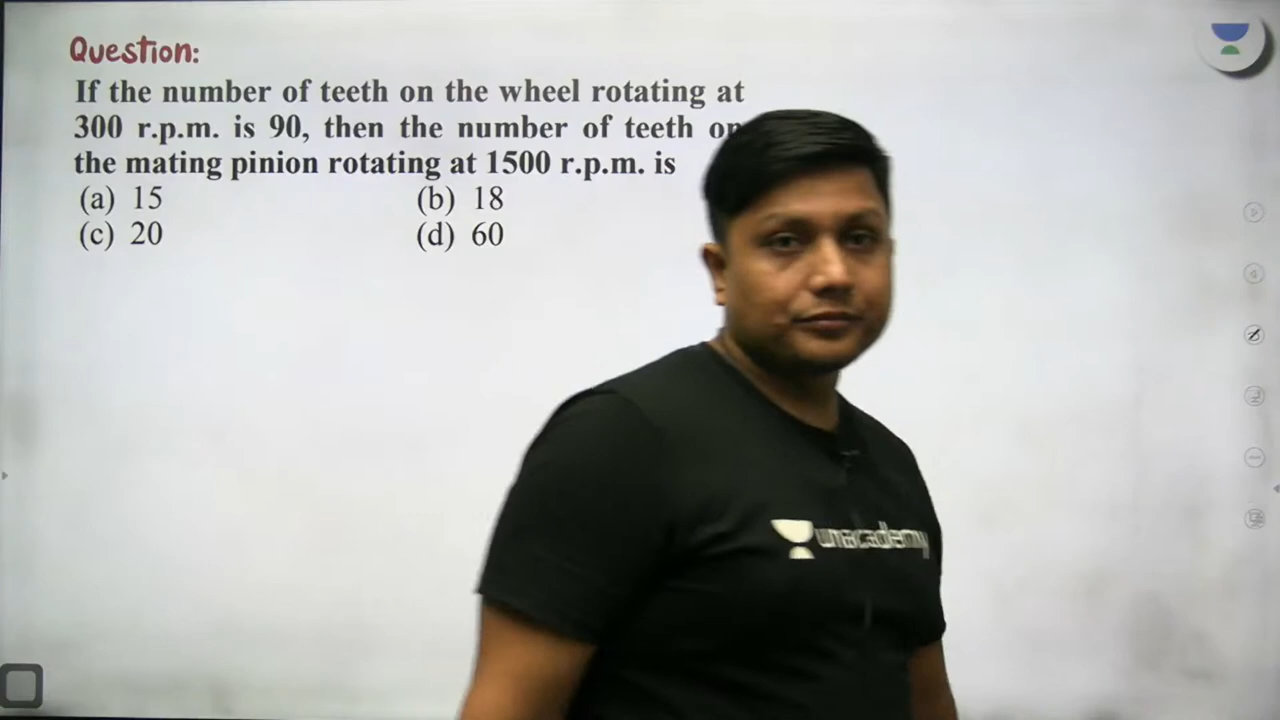 Question:
If the number of teeth on the wheel rotating at
300 r.p.m. is 90, then the number of teeth on
the mating pinion rotating at 1500 r.p.m. is
(a) 15 (b) 18
(c) 20 (d) 60
unacademy